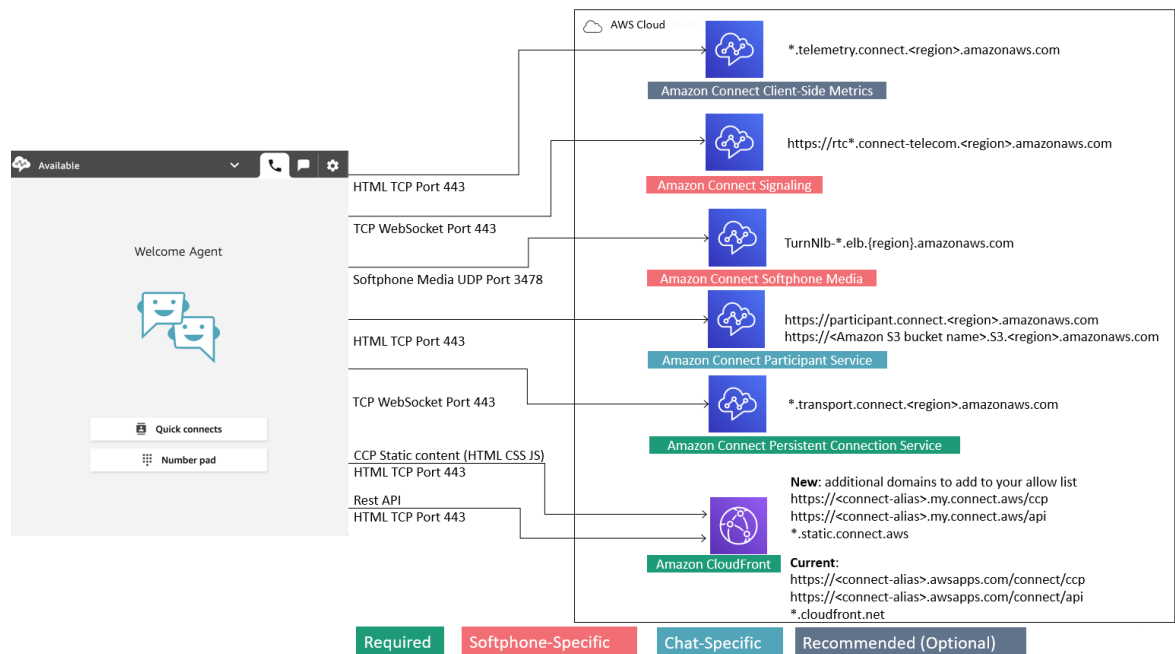 AWS Cloud
*.telemetry.connect.<region>.amazonaws.com
Amazon Connect Client-Side Metrics
https://rtc*.connect-telecom.<region>.amazonaws.com
Amazon Connect Signaling
Available
HTML TCP Port 443
TCP WebSocket Port 443
Welcome Agent
TurnNlb-*.elb.{region}.amazonaws.com
Softphone Media UDP Port 3478
Amazon Connect Softphone Media
https://participant.connect.<region>.amazonaws.com
https://<Amazon S3 bucket name>.S3.<region>.amazonaws.com
HTML TCP Port 443
Amazon Connect Participant Service
TCP WebSocket Port 443
*.transport.connect.<region>.amazonaws.com
Quick connects
Amazon Connect Persistent Connection Service
Number pad
CCP Static content (HTML CSS JS)
HTML TCP Port 443
Rest API
HTML TCP Port 443
New: additional domains to add to your allow list
https://<connect-alias>.my.connect.aws/ccp
https://<connect-alias>.my.connect.aws/api
*.static.connect.aws
Amazon CloudFront
Current:
https://<connect-alias>.awsapps.com/connect/ccp
https://<connect-alias>.awsapps.com/connect/api
*.cloudfront.net
Required
Softphone-Specific
Chat-Specific
Recommended (Optional)